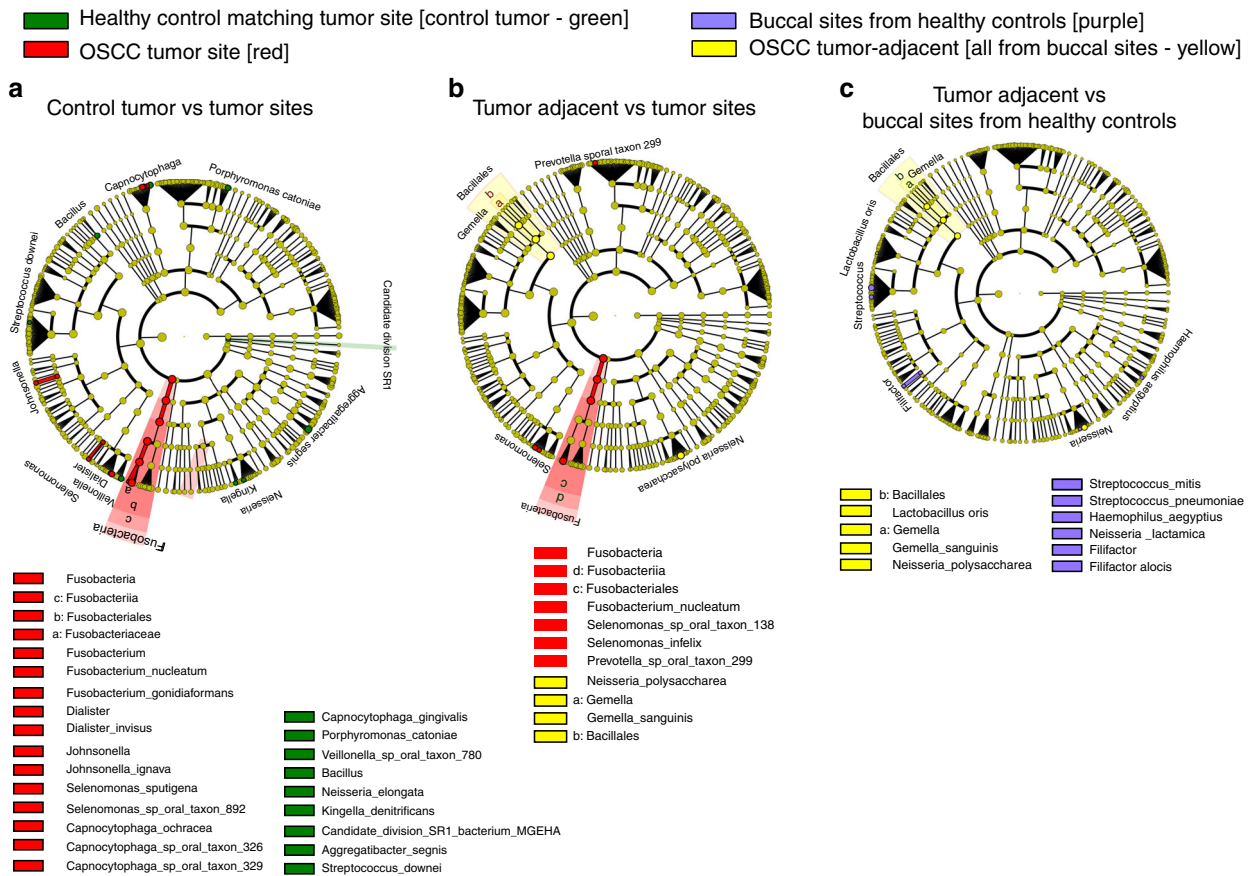 Healthy control matching tumor site [control tumor - green]
OSCC tumor site [red]
Buccal sites from healthy controls [purple]
OSCC tumor-adjacent [all from buccal sites - yellow]
a
Control tumor vs tumor sites
Capnocytophaga
Porphyromonas catoniae
Bacillus
Streptococcus downei
Candidate division SR1
Johnsonella
Aggregatibacter segnis
Selenomonas
Dialister
Veillonella
Kingella
Neisseria
a
b
c
Fusobacteria
Fusobacteria
c: Fusobacteriia
b: Fusobacteriales
a: Fusobacteriaceae
Fusobacterium
Fusobacterium_nucleatum
Fusobacterium_gonidiaformans
Dialister
Dialister_invisus
Johnsonella
Johnsonella_ignava
Selenomonas_sputigena
Selenomonas_sp_oral_taxon_892
Capnocytophaga_ochracea
Capnocytophaga_sp_oral_taxon_326
Capnocytophaga_sp_oral_taxon_329
Capnocytophaga_gingivalis
Porphyromonas_catoniae
Veillonella_sp_oral_taxon_780
Bacillus
Neisseria_elongata
Kingella_denitrificans
Candidate_division_SR1_bacterium_MGEHA
Aggregatibacter_segnis
Streptococcus_downei
b
Tumor adjacent vs tumor sites
Prevotella sporal taxon 299
Bacillales
b
a
Gemella
Selenomonas
Neisseria polysaccharea
c
d
Fusobacteria
Fusobacteria
d: Fusobacteriia
c: Fusobacteriales
Fusobacterium_nucleatum
Selenomonas_sp_oral_taxon_138
Selenomonas_infelix
Prevotella_sp_oral_taxon_299
Neisseria_polysaccharea
a: Gemella
Gemella_sanguinis
b: Bacillales
c
Tumor adjacent vs
buccal sites from healthy controls
Bacillales
b
a Gemella
Lactobacillus oris
Streptococcus
Filifactor
Haemophilus aegyptius
Neisseria
b: Bacillales
Lactobacillus oris
a: Gemella
Gemella_sanguinis
Neisseria_polysaccharea
Streptococcus_mitis
Streptococcus_pneumoniae
Haemophilus_aegyptius
Neisseria _lactamica
Filifactor
Filifactor alocis